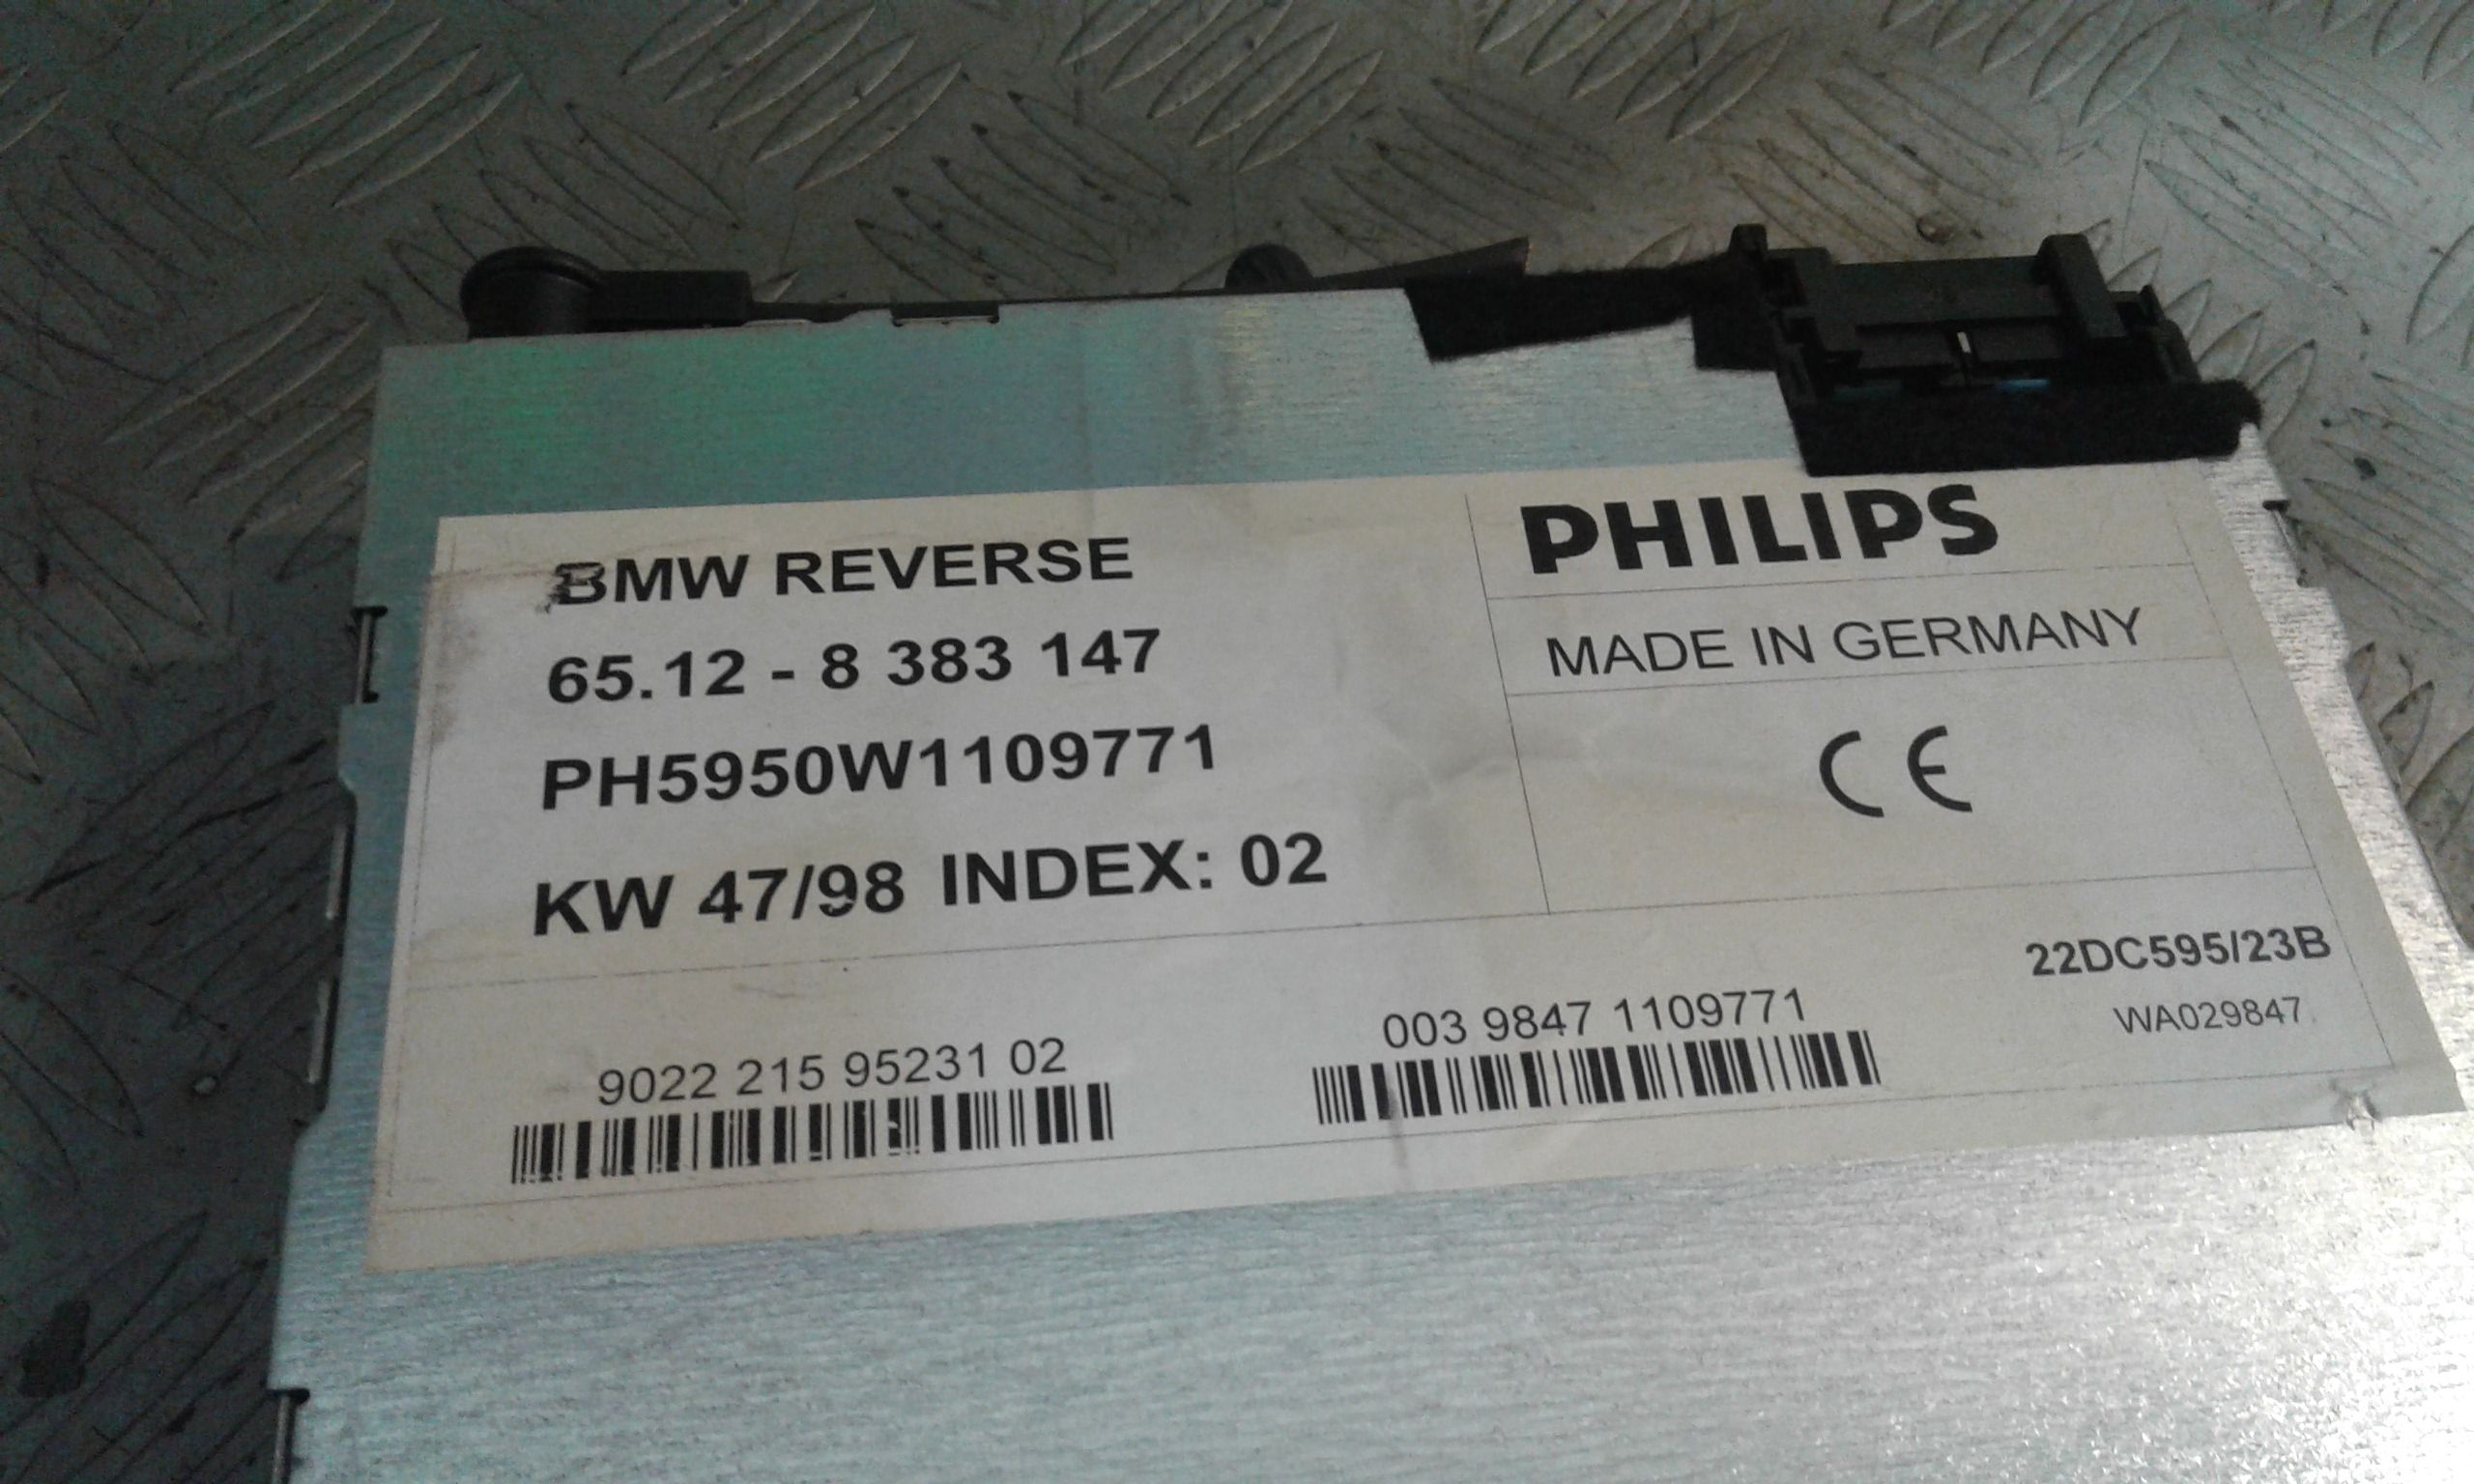 BMW REVERSE
65.12 - 8 383 147
PH5950W1109771
KW 47/98 INDEX: 02
PHILIPS
MADE IN GERMANY
CE
22DC595/23B
WA029847
9022 215 95231 02
003 9847 1109771